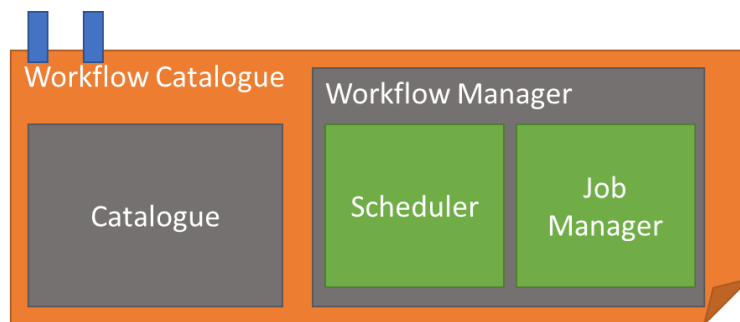 Workflow Catalogue
Workflow Manager
Catalogue
Scheduler
Job
Manager